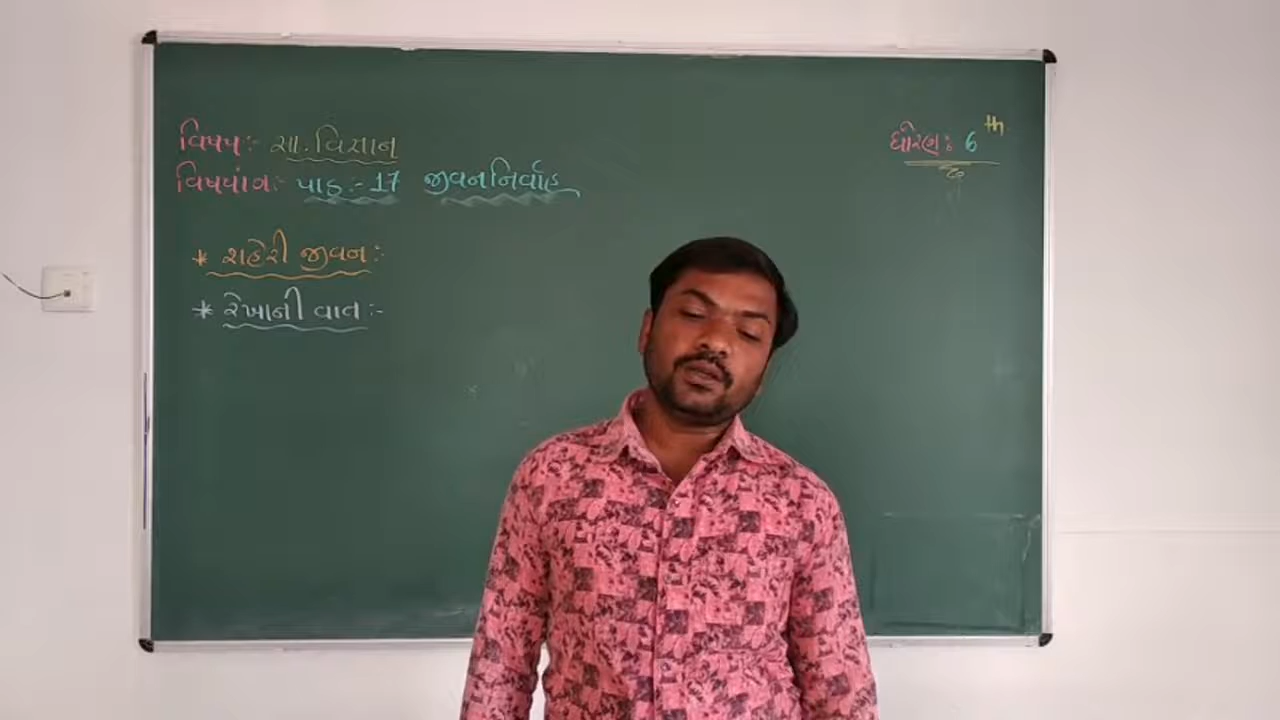 વિષય:- સા. વિજ્ઞાન
ધોરણ: 6th
વિષયાંગ:- પાઠ:- 17 જીવનનિર્વાહ
* શહેરી જીવન:-
* રેખાની વાત:-